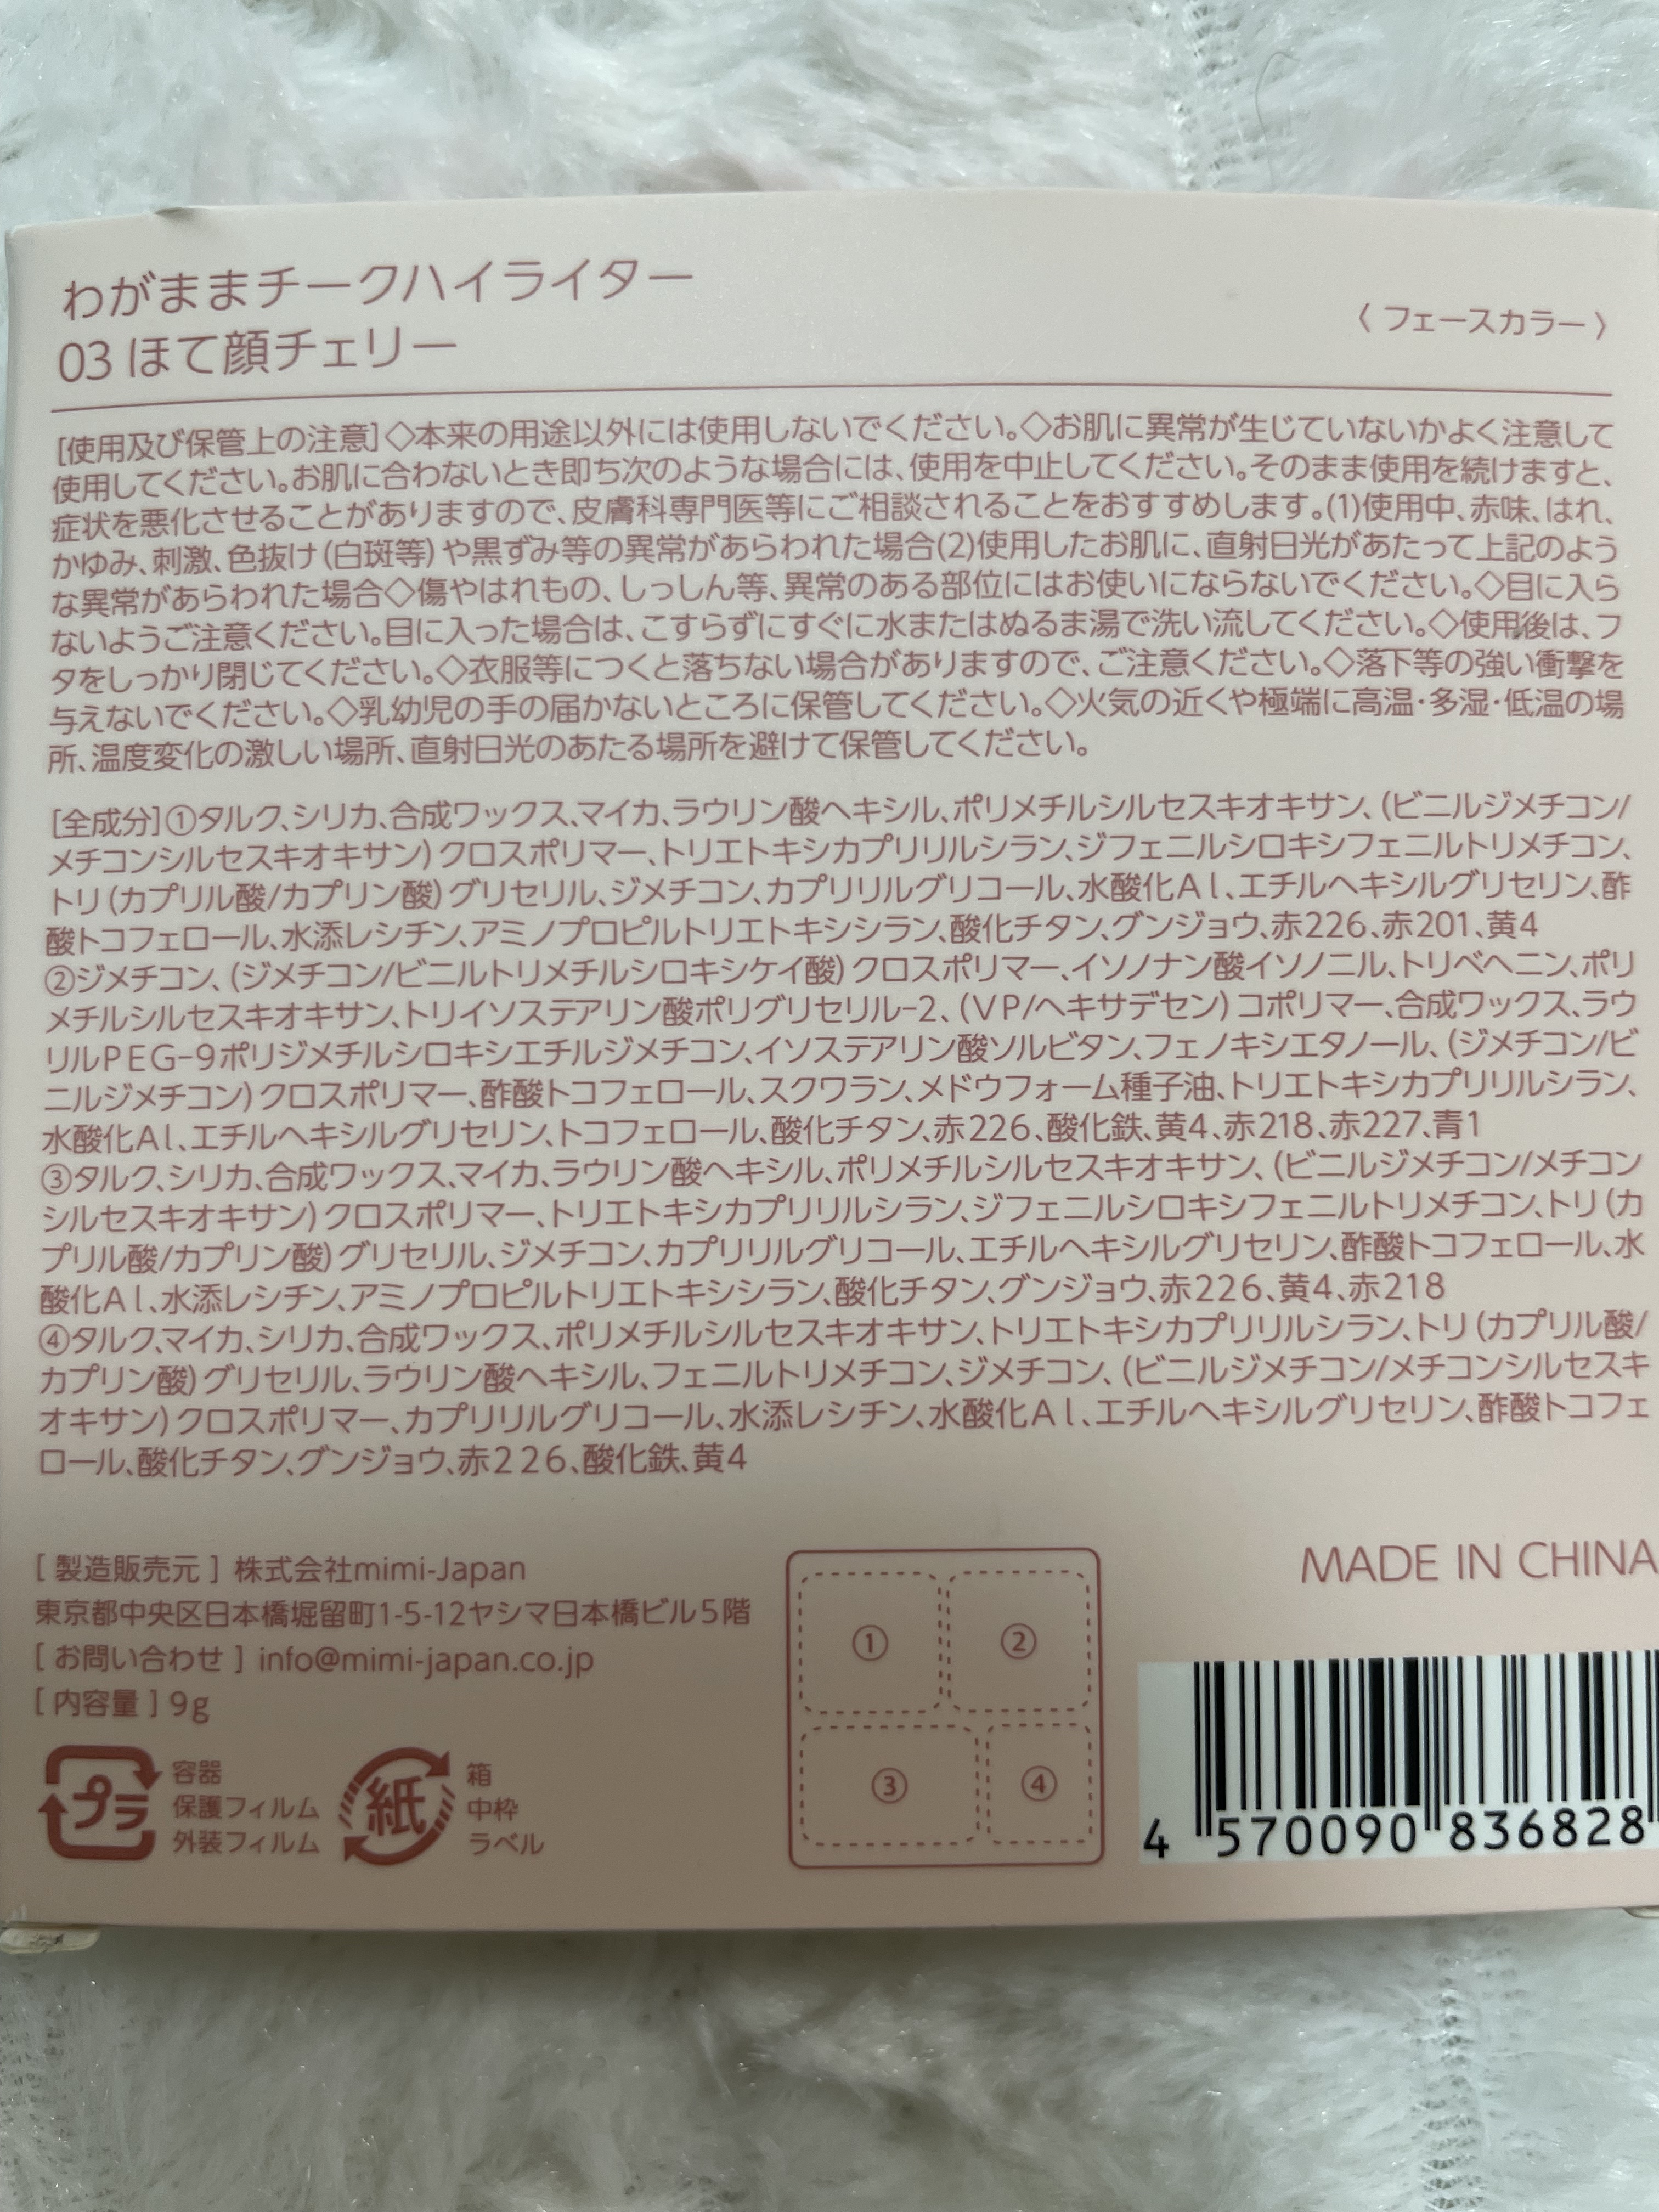 わがままチークハイライター
03 ほて顔チェリー
〈 フェースカラー 〉
[使用及び保管上の注意]◇本来の用途以外には使用しないでください。◇お肌に異常が生じていないかよく注意して
使用してください。お肌に合わないとき即ち次のような場合には、使用を中止してください。そのまま使用を続けますと、
症状を悪化させることがありますので、皮膚科専門医等にご相談されることをおすすめします。(1)使用中、赤味、はれ、
かゆみ、刺激、色抜け(白斑等)や黒ずみ等の異常があらわれた場合(2)使用したお肌に、直射日光があたって上記のよう
な異常があらわれた場合◇傷やはれもの、しっしん等、異常のある部位にはお使いにならないでください。◇目に入ら
ないようご注意ください。目に入った場合は、こすらずにすぐに水またはぬるま湯で洗い流してください。◇使用後は、フ
タをしっかり閉じてください。◇衣服等につくと落ちない場合がありますので、ご注意ください。◇落下等の強い衝撃を
与えないでください。◇乳幼児の手の届かないところに保管してください。◇火気の近くや極端に高温・多湿・低温の場
所、温度変化の激しい場所、直射日光のあたる場所を避けて保管してください。
[全成分]①タルク、シリカ、合成ワックス、マイカ、ラウリン酸ヘキシル、ポリメチルシルセスキオキサン、(ビニルジメチコン/
メチコンシルセスキオキサン)クロスポリマー、トリエトキシカプリリルシラン、ジフェニルシロキシフェニルトリメチコン、
トリ(カプリル酸/カプリン酸)グリセリル、ジメチコン、カプリリルグリコール、水酸化Al、エチルヘキシルグリセリン、酢
酸トコフェロール、水添レシチン、アミノプロピルトリエトキシシラン、酸化チタン、グンジョウ、赤226、赤201、黄4
②ジメチコン、(ジメチコン/ビニルトリメチルシロキシケイ酸)クロスポリマー、イソノナン酸イソノニル、トリベヘニン、ポリ
メチルシルセスキオキサン、トリイソステアリン酸ポリグリセリル-2、(VP/ヘキサデセン)コポリマー、合成ワックス、ラウ
リルPEG-9ポリジメチルシロキシエチルジメチコン、イソステアリン酸ソルビタン、フェノキシエタノール、(ジメチコン/ビ
ニルジメチコン)クロスポリマー、酢酸トコフェロール、スクワラン、メドウフォーム種子油、トリエトキシカプリリルシラン、
水酸化Al、エチルヘキシルグリセリン、トコフェロール、酸化チタン、赤226、酸化鉄、黄4、赤218、赤227、青1
③タルク、シリカ、合成ワックス、マイカ、ラウリン酸ヘキシル、ポリメチルシルセスキオキサン、(ビニルジメチコン/メチコン
シルセスキオキサン)クロスポリマー、トリエトキシカプリリルシラン、ジフェニルシロキシフェニルトリメチコン、トリ(カ
プリル酸/カプリン酸)グリセリル、ジメチコン、カプリリルグリコール、エチルヘキシルグリセリン、酢酸トコフェロール、水
酸化Al、水添レシチン、アミノプロピルトリエトキシシラン、酸化チタン、グンジョウ、赤226、黄4、赤218
④タルク、マイカ、シリカ、合成ワックス、ポリメチルシルセスキオキサン、トリエトキシカプリリルシラン、トリ(カプリル酸/
カプリン酸)グリセリル、ラウリン酸ヘキシル、フェニルトリメチコン、ジメチコン、(ビニルジメチコン/メチコンシルセスキ
オキサン)クロスポリマー、カプリリルグリコール、水添レシチン、水酸化Al、エチルヘキシルグリセリン、酢酸トコフェ
ロール、酸化チタン、グンジョウ、赤226、酸化鉄、黄4
[ 製造販売元 ] 株式会社mimi-Japan
東京都中央区日本橋堀留町1-5-12ヤシマ日本橋ビル5階
[ お問い合わせ ] info@mimi-japan.co.jp
[ 内容量 ] 9g
プラ
容器
保護フィルム
外装フィルム
紙
箱
中枠
ラベル
①
②
③
④
MADE IN CHINA
4 570090 836828